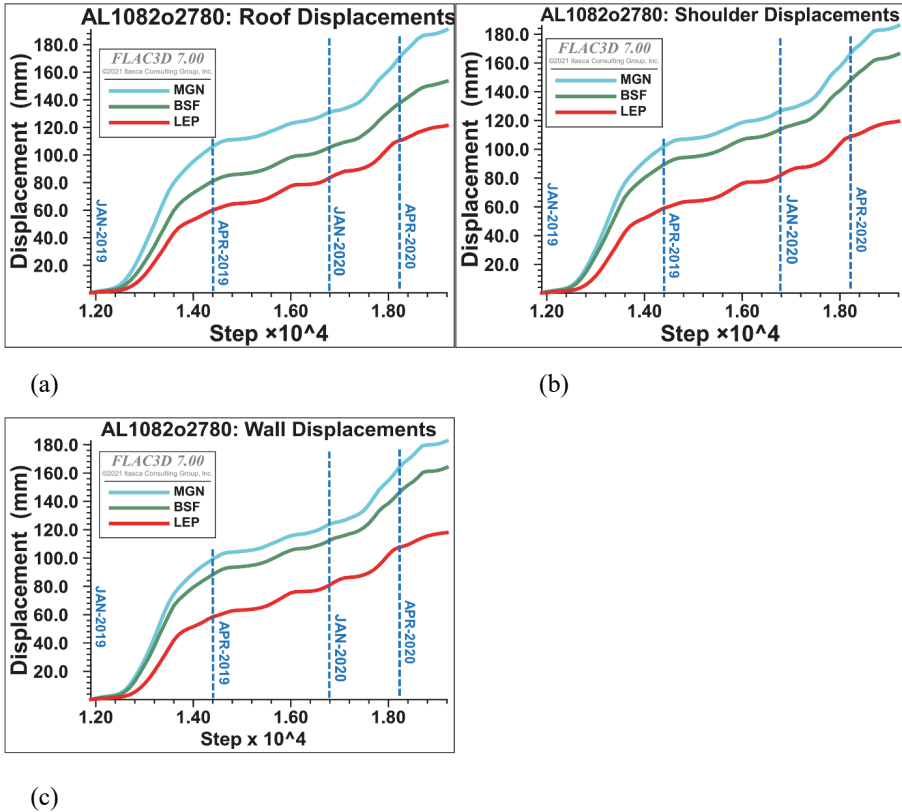 AL1082o2780: Roof Displacements
Displacement (mm)
180.0
160.0
140.0
120.0
100.0
80.0
60.0
40.0
20.0
FLAC3D 7.00
©2021 Itasca Consulting Group, Inc.
MGN
BSF
LEP
JAN-2019
APR-2019
JAN-2020
APR-2020
1.20 1.40 1.60 1.80
Step ×10^4
(a)
AL1082o2780: Shoulder Displacements
Displacement (mm)
180.0
160.0
140.0
120.0
100.0
80.0
60.0
40.0
20.0
FLAC3D 7.00
©2021 Itasca Consulting Group, Inc.
MGN
BSF
LEP
JAN-2019
APR-2019
JAN-2020
APR-2020
1.20 1.40 1.60 1.80
Step ×10^4
(b)
AL1082o2780: Wall Displacements
Displacement (mm)
180.0
160.0
140.0
120.0
100.0
80.0
60.0
40.0
20.0
FLAC3D 7.00
©2021 Itasca Consulting Group, Inc.
MGN
BSF
LEP
JAN-2019
APR-2019
JAN-2020
APR-2020
1.20 1.40 1.60 1.80
Step x 10^4
(c)